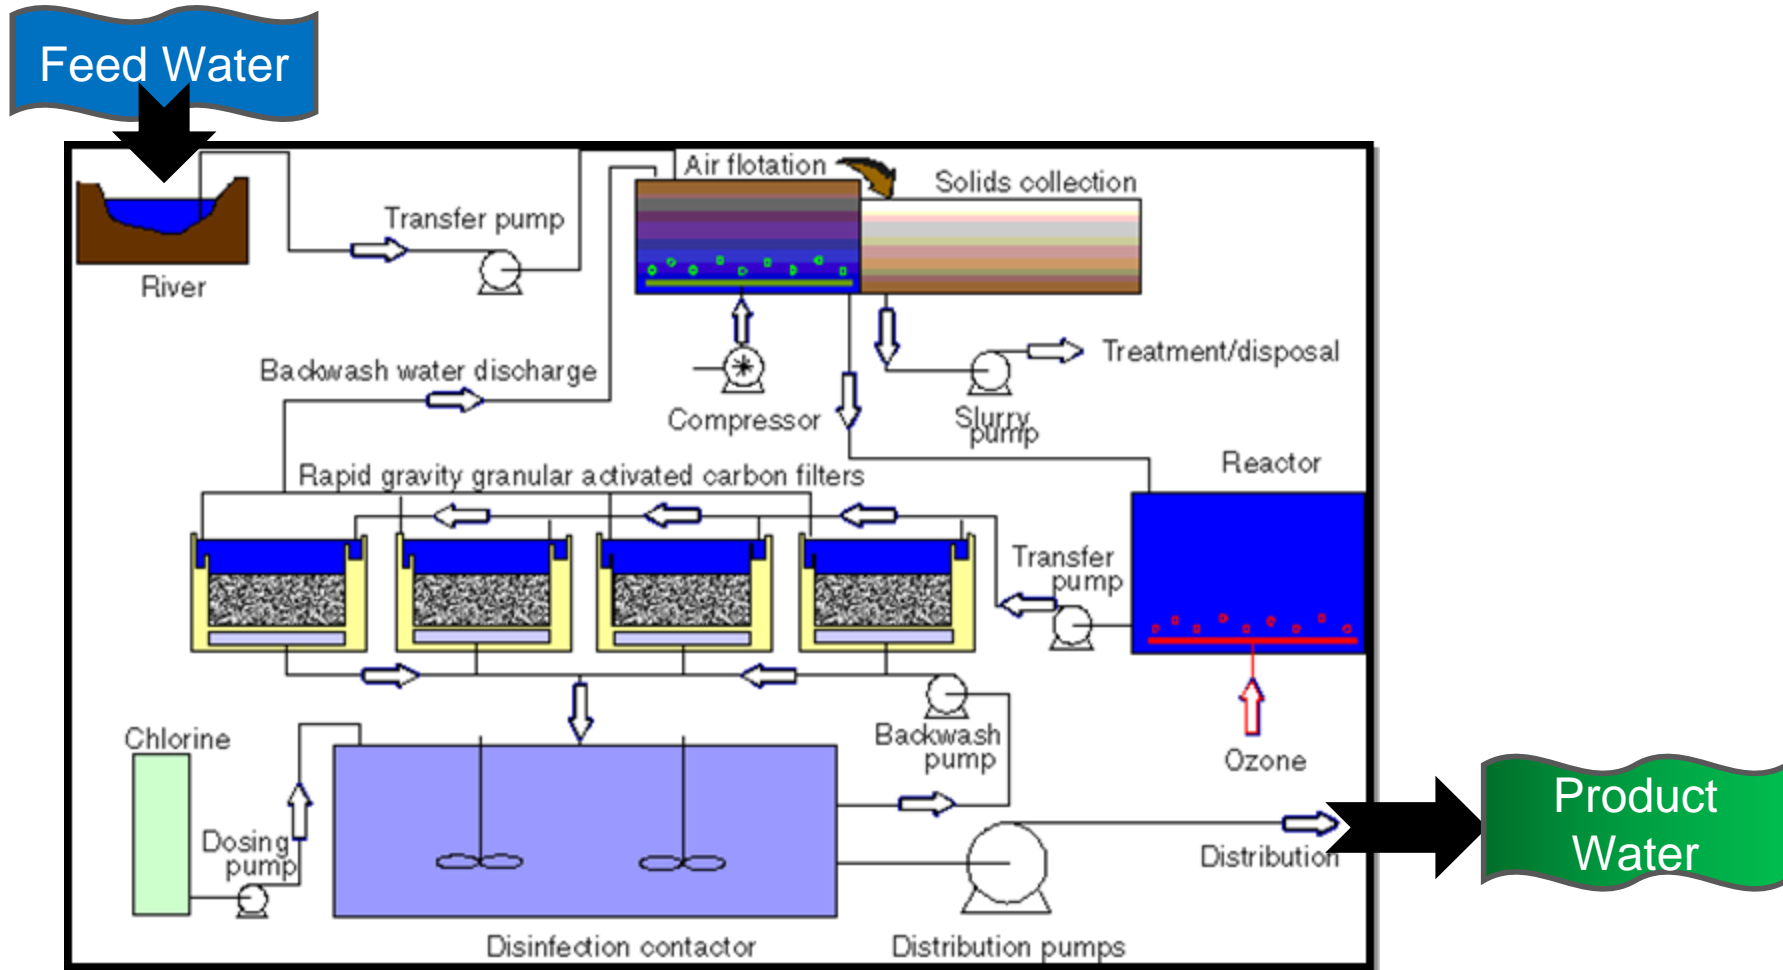 Feed Water
Air flotation
Solids collection
Transfer pump
River
Backwash water discharge
Treatment/disposal
Compressor
Slurry
pump
Reactor
Rapid gravity granular activated carbon filters
Transfer
pump
Chlorine
Backwash
pump
Ozone
Product
Water
Dosing
pump
Distribution
Disinfection contactor
Distribution pumps